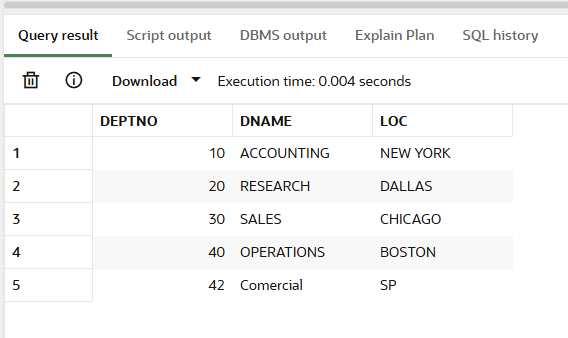 Query result Script output DBMS output Explain Plan SQL history
Download Execution time: 0.004 seconds
DEPTNO DNAME LOC
1 10 ACCOUNTING NEW YORK
2 20 RESEARCH DALLAS
3 30 SALES CHICAGO
4 40 OPERATIONS BOSTON
5 42 Comercial SP